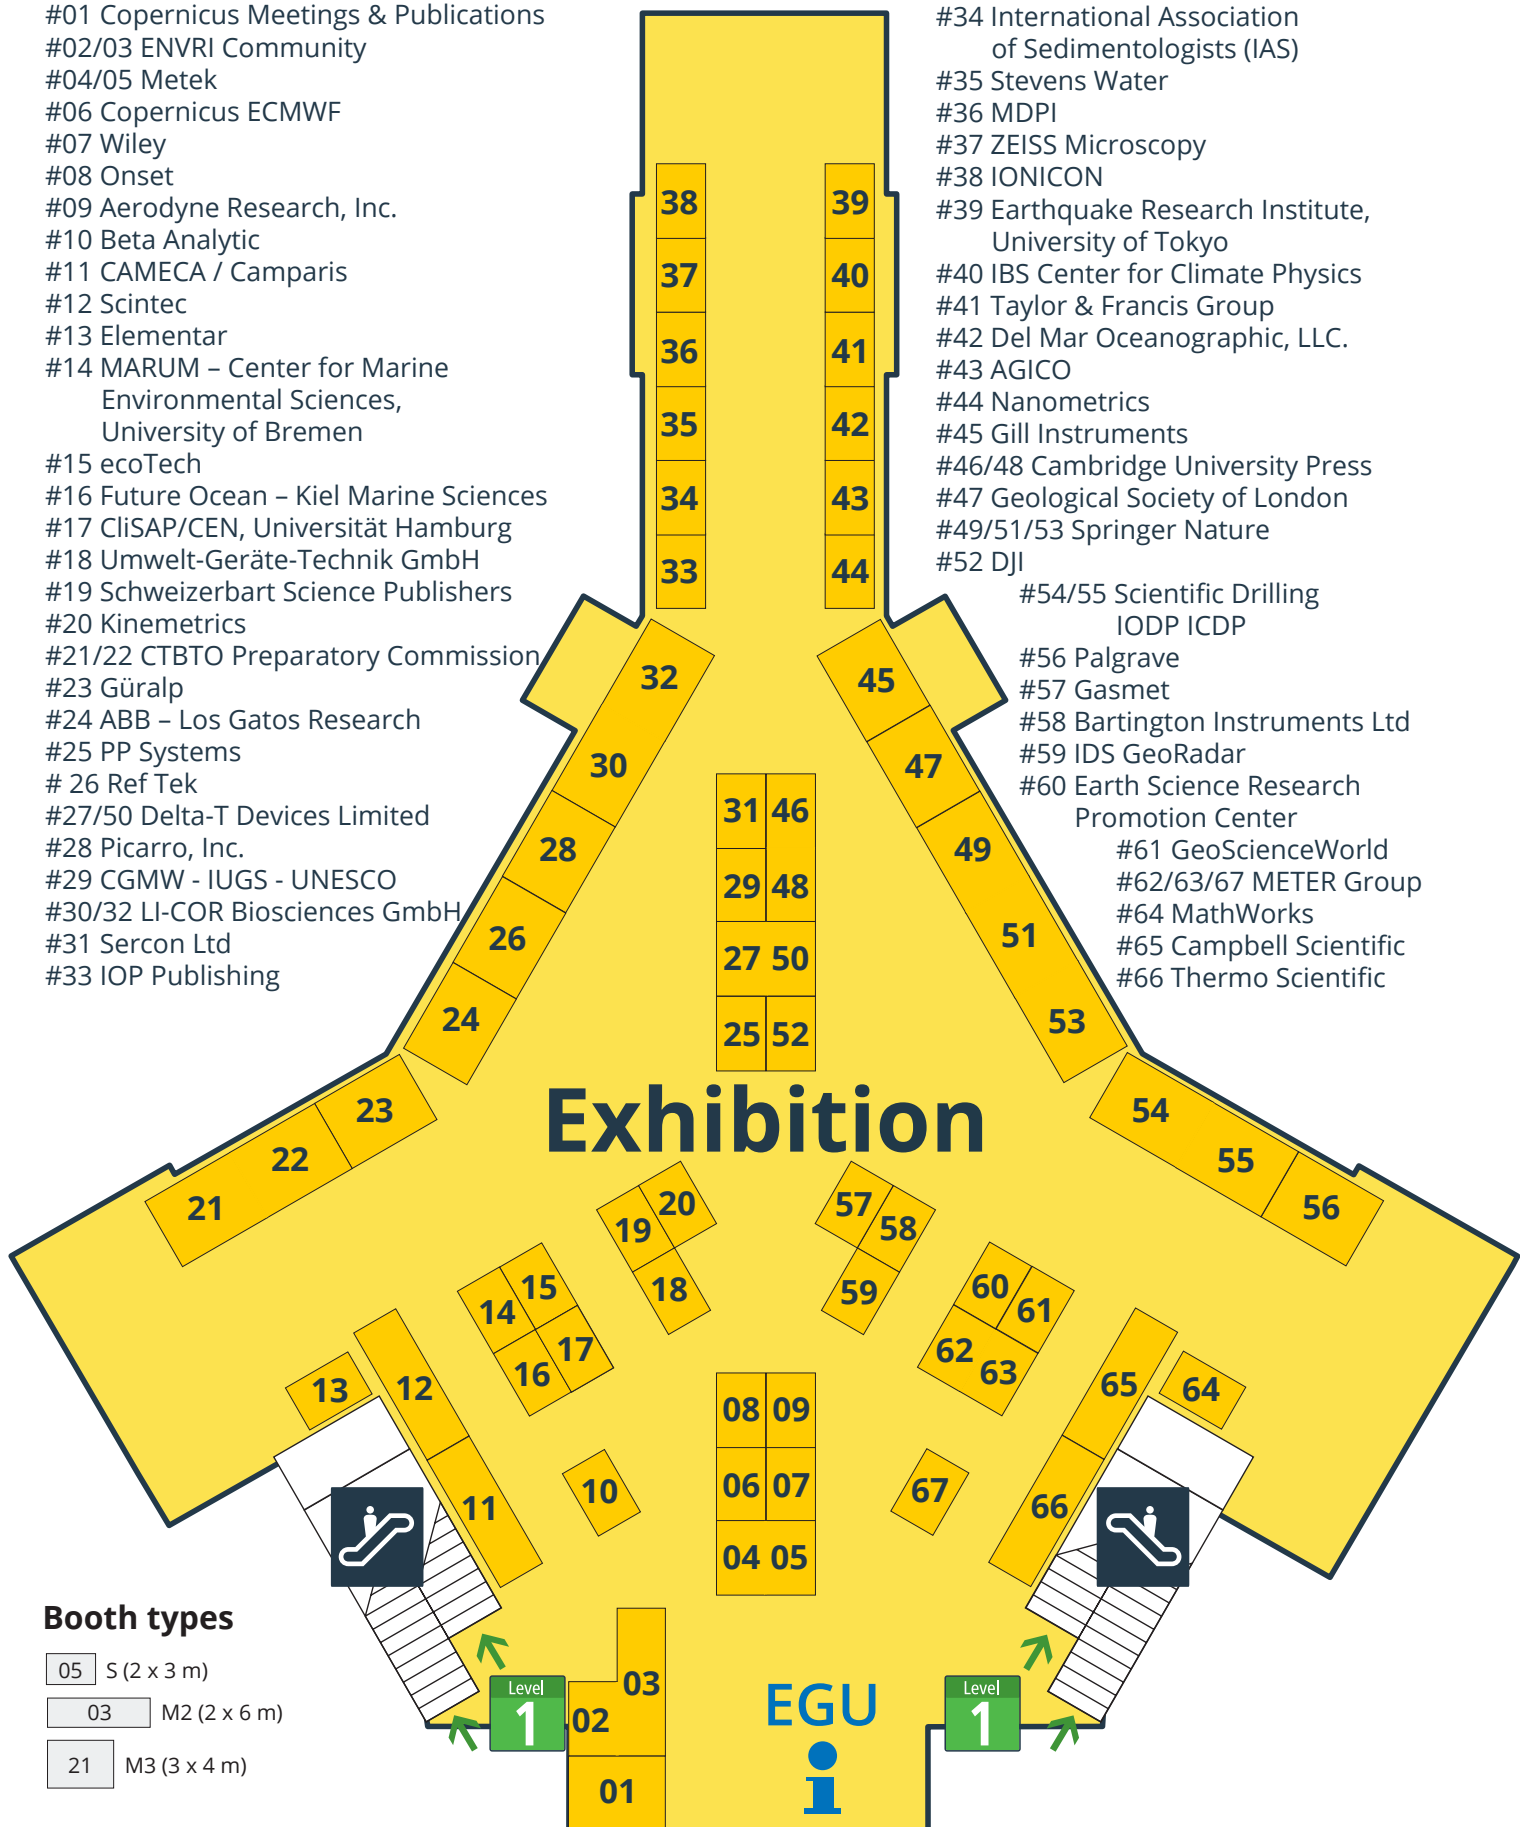 #01 Copernicus Meetings & Publications
#02/03 ENVRI Community
#04/05 Metek
#06 Copernicus ECMWF
#07 Wiley
#08 Onset
#09 Aerodyne Research, Inc.
#10 Beta Analytic
#11 CAMECA / Camparis
#12 Scintec
#13 Elementar
#14 MARUM – Center for Marine
Environmental Sciences,
University of Bremen
#15 ecoTech
#16 Future Ocean – Kiel Marine Sciences
#17 CliSAP/CEN, Universität Hamburg
#18 Umwelt-Geräte-Technik GmbH
#19 Schweizerbart Science Publishers
#20 Kinemetrics
#21/22 CTBTO Preparatory Commission
#23 Güralp
#24 ABB – Los Gatos Research
#25 PP Systems
# 26 Ref Tek
#27/50 Delta-T Devices Limited
#28 Picarro, Inc.
#29 CGMW - IUGS - UNESCO
#30/32 LI-COR Biosciences GmbH
#31 Sercon Ltd
#33 IOP Publishing
#34 International Association
of Sedimentologists (IAS)
#35 Stevens Water
#36 MDPI
#37 ZEISS Microscopy
#38 IONICON
#39 Earthquake Research Institute,
University of Tokyo
#40 IBS Center for Climate Physics
#41 Taylor & Francis Group
#42 Del Mar Oceanographic, LLC.
#43 AGICO
#44 Nanometrics
#45 Gill Instruments
#46/48 Cambridge University Press
#47 Geological Society of London
#49/51/53 Springer Nature
#52 DJI
#54/55 Scientific Drilling
IODP ICDP
#56 Palgrave
#57 Gasmet
#58 Bartington Instruments Ltd
#59 IDS GeoRadar
#60 Earth Science Research
Promotion Center
#61 GeoScienceWorld
#62/63/67 METER Group
#64 MathWorks
#65 Campbell Scientific
#66 Thermo Scientific
38 39
37 40
36 41
35 42
34 43
33 44
32 45
30 47
31 46
28 49
29 48
26 51
27 50
24 53
25 52
Exhibition
23 54
22 55
21 56
20 57
19 58
18 59
15 60
14 61
17 62
16 63
13 12 65 64
08 09
11 10 06 07 67 66
04 05
03
02
01
Level
1
EGU
i
Level
1
Booth types
05 S (2 x 3 m)
03 M2 (2 x 6 m)
21 M3 (3 x 4 m)